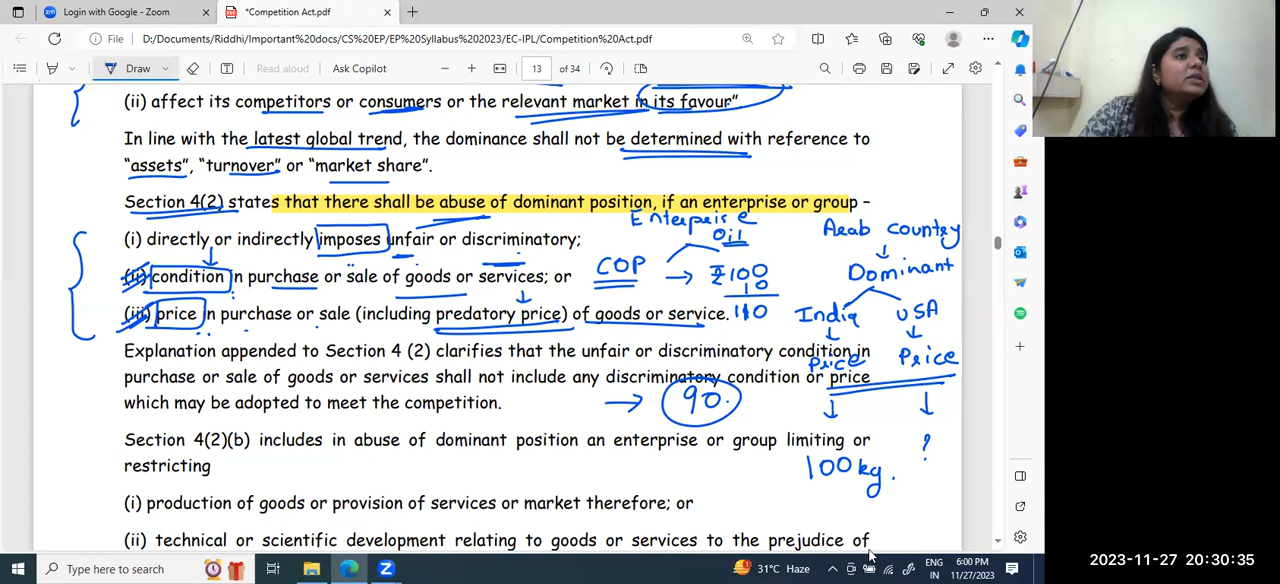 Login with Google - Zoom
*Competition Act.pdf
File
D:/Documents/Riddhi/Important%20docs/CS%20EP/EP%20Syllabus%202023/EC-IPL/Competition%20Act.pdf
Draw
Read aloud
Ask Copilot
13 of 34
(ii) affect its competitors or consumers or the relevant market in its favour"
In line with the latest global trend, the dominance shall not be determined with reference to
"assets", "turnover" or "market share".
Section 4(2) states that there shall be abuse of dominant position, if an enterprise or group –
Enterprise
Oil
Arab country
(i) directly or indirectly imposes unfair or discriminatory;
COP → ₹100
10
110
Dominant
(ii) condition in purchase or sale of goods or services; or
India
USA
(iii) price in purchase or sale (including predatory price) of goods or service.
Price
Price
Explanation appended to Section 4 (2) clarifies that the unfair or discriminatory condition in
purchase or sale of goods or services shall not include any discriminatory condition or price
which may be adopted to meet the competition.
→ 90.
Section 4(2)(b) includes in abuse of dominant position an enterprise or group limiting or
restricting
100kg.
?
(i) production of goods or provision of services or market therefore; or
(ii) technical or scientific development relating to goods or services to the prejudice of
Type here to search
31°C Haze
ENG
IN
6:00 PM
11/27/2023
2023-11-27 20:30:35